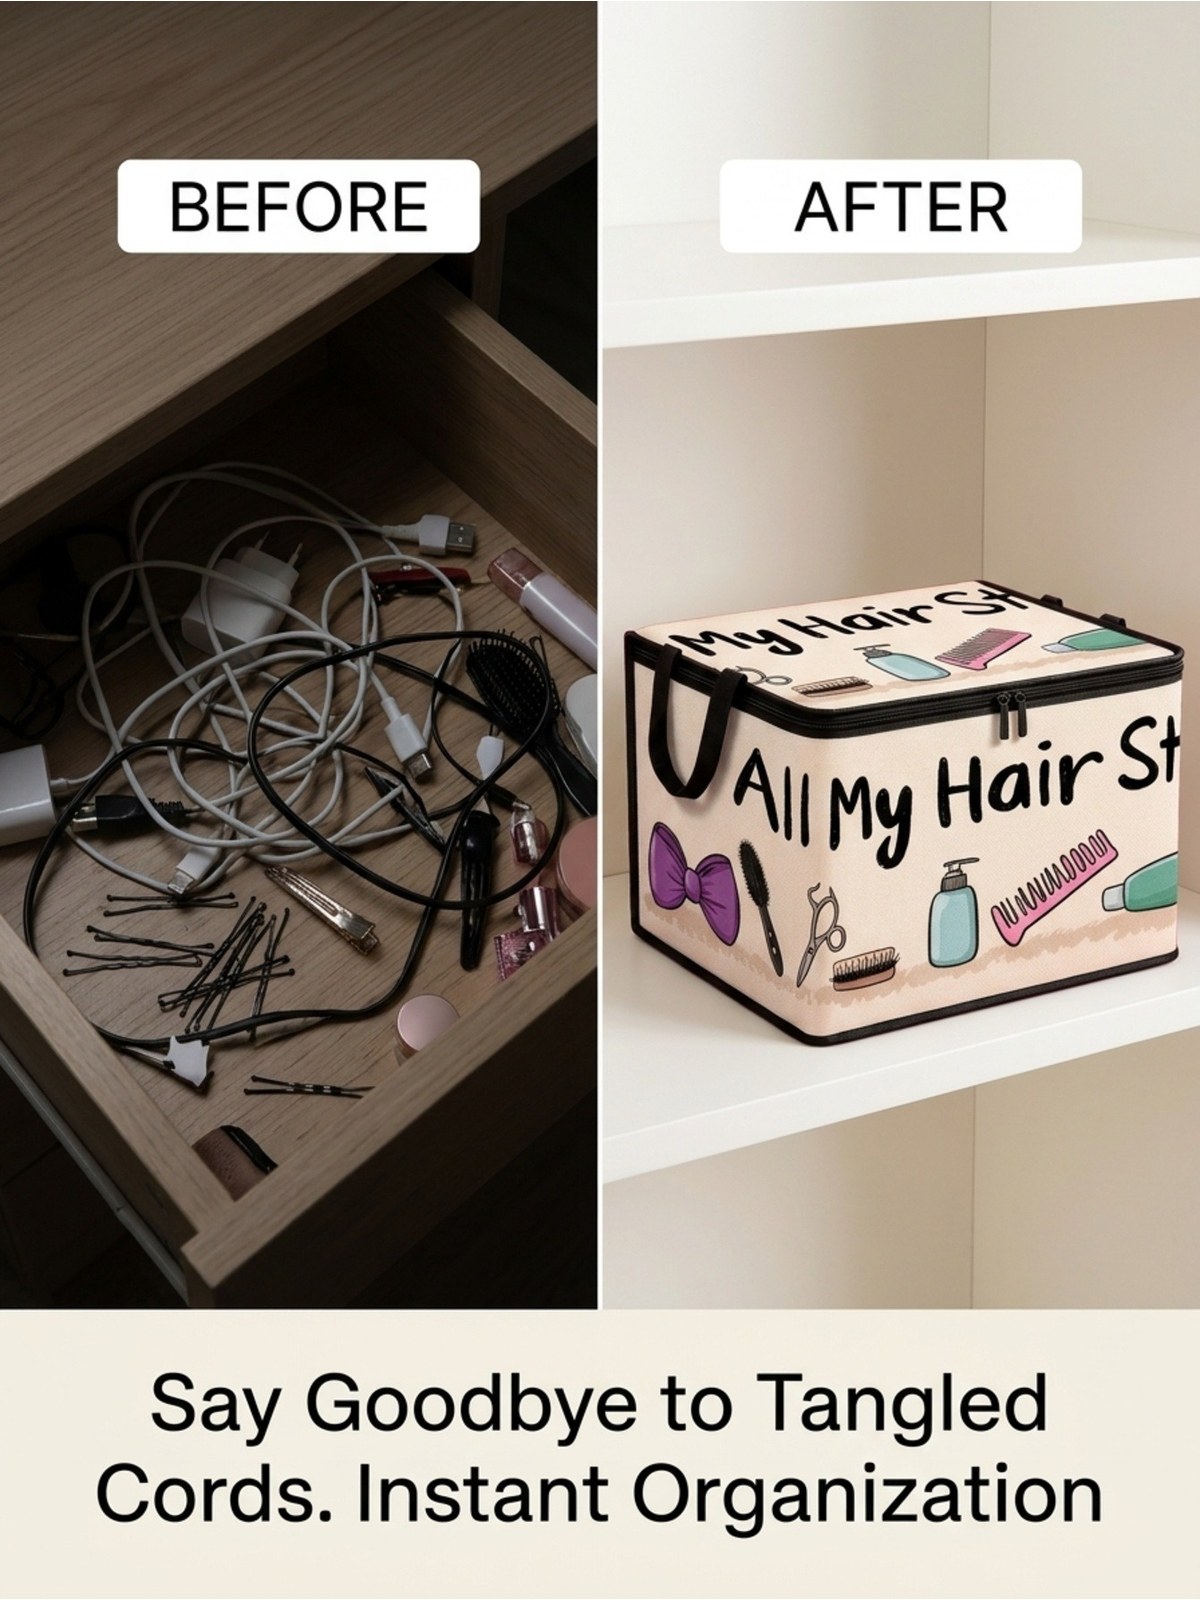 BEFORE
AFTER
My Hair St
All My Hair St
Say Goodbye to Tangled
Cords. Instant Organization